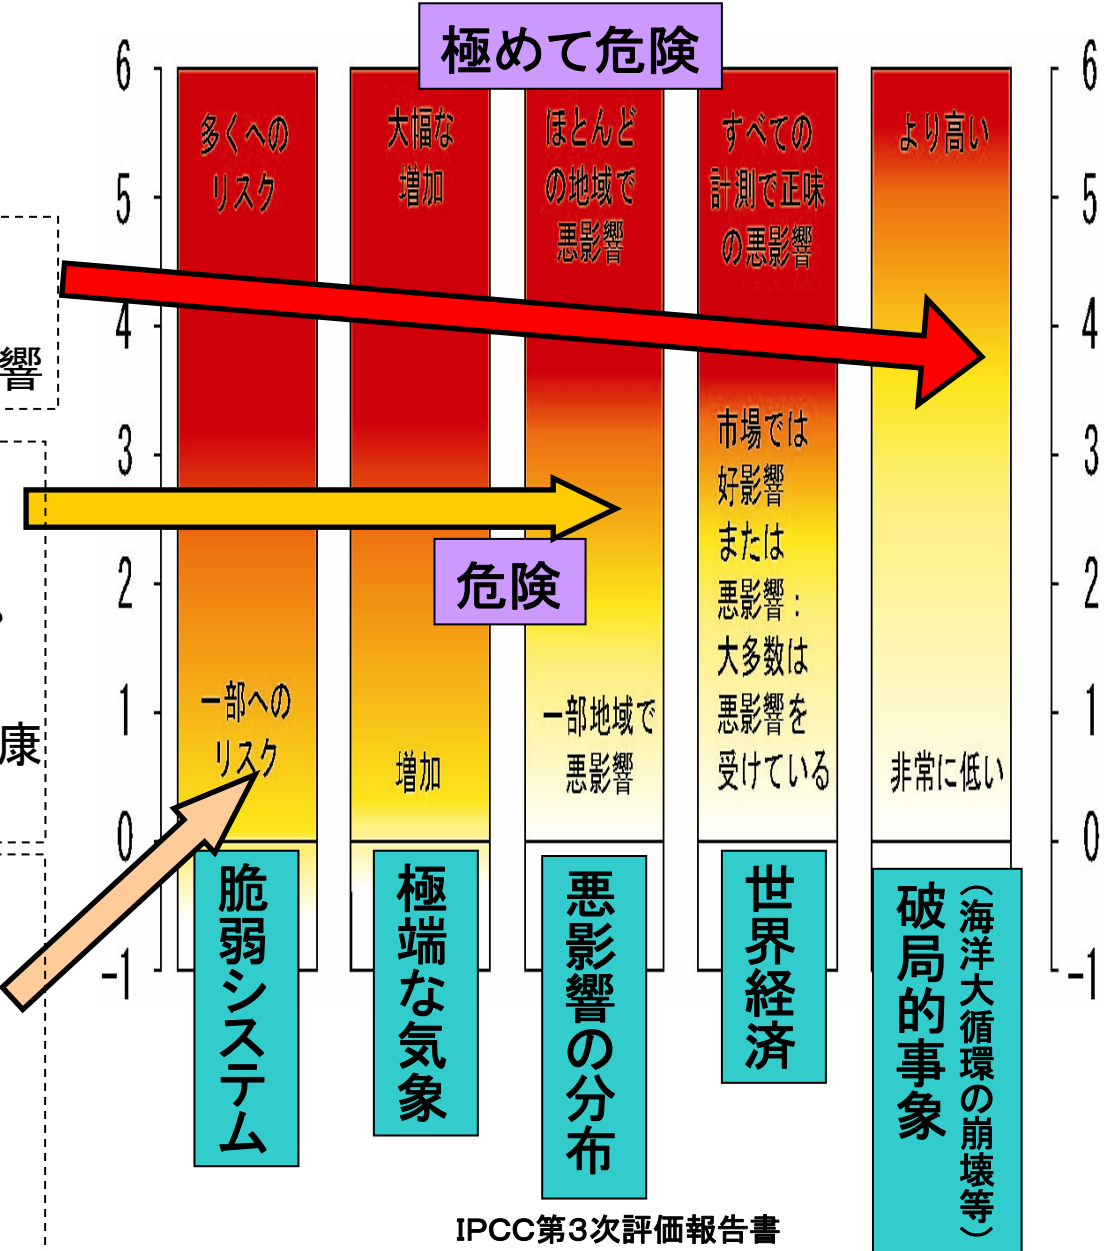 極めて危険
6
5
4
3
2
1
0
-1
6
5
4
3
2
1
0
-1
響
康
多くへの
リスク
一部への
リスク
大幅な
増加
増加
ほとんど
の地域で
悪影響
一部地域で
悪影響
すべての
計測で正味
の悪影響
市場では
好影響
または
悪影響：
大多数は
悪影響を
受けている
より高い
非常に低い
危険
脆弱システム
極端な気象
悪影響の分布
世界経済
破局的事象
（海洋大循環の崩壊等）
IPCC第3次評価報告書